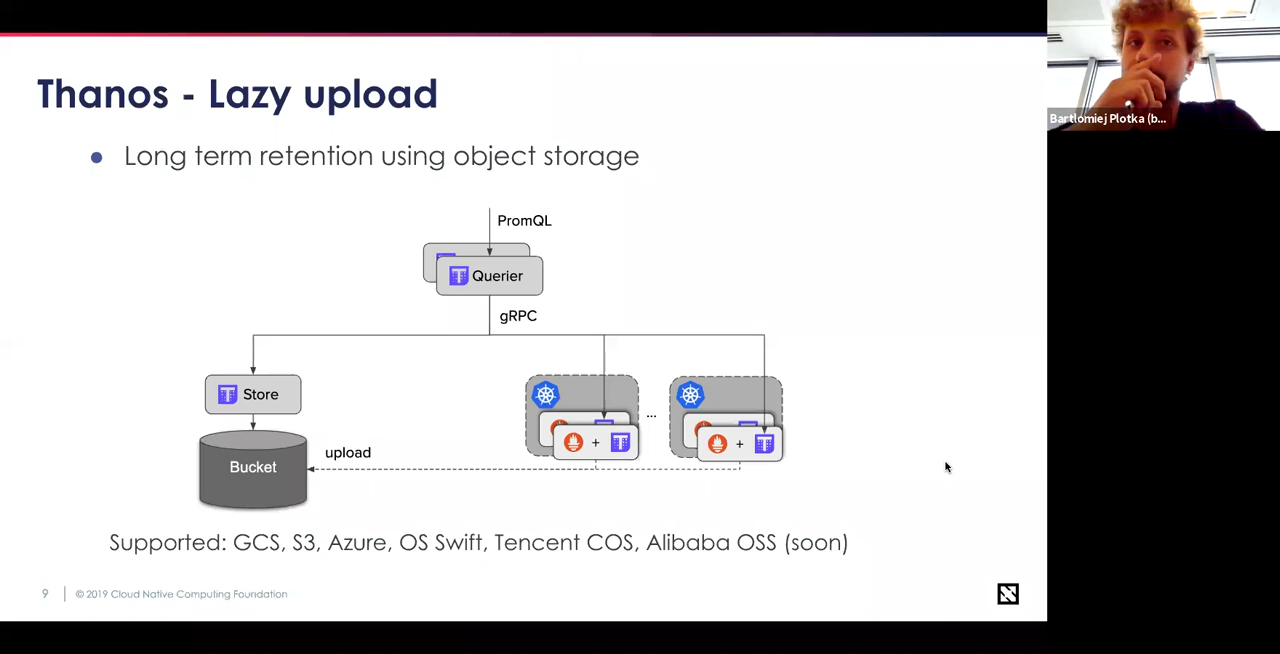 Thanos - Lazy upload
Long term retention using object storage
PromQL
Querier
gRPC
Store
...
Bucket
upload
Supported: GCS, S3, Azure, OS Swift, Tencent COS, Alibaba OSS (soon)
9
© 2019 Cloud Native Computing Foundation
Bartlomiej Plotka (b...